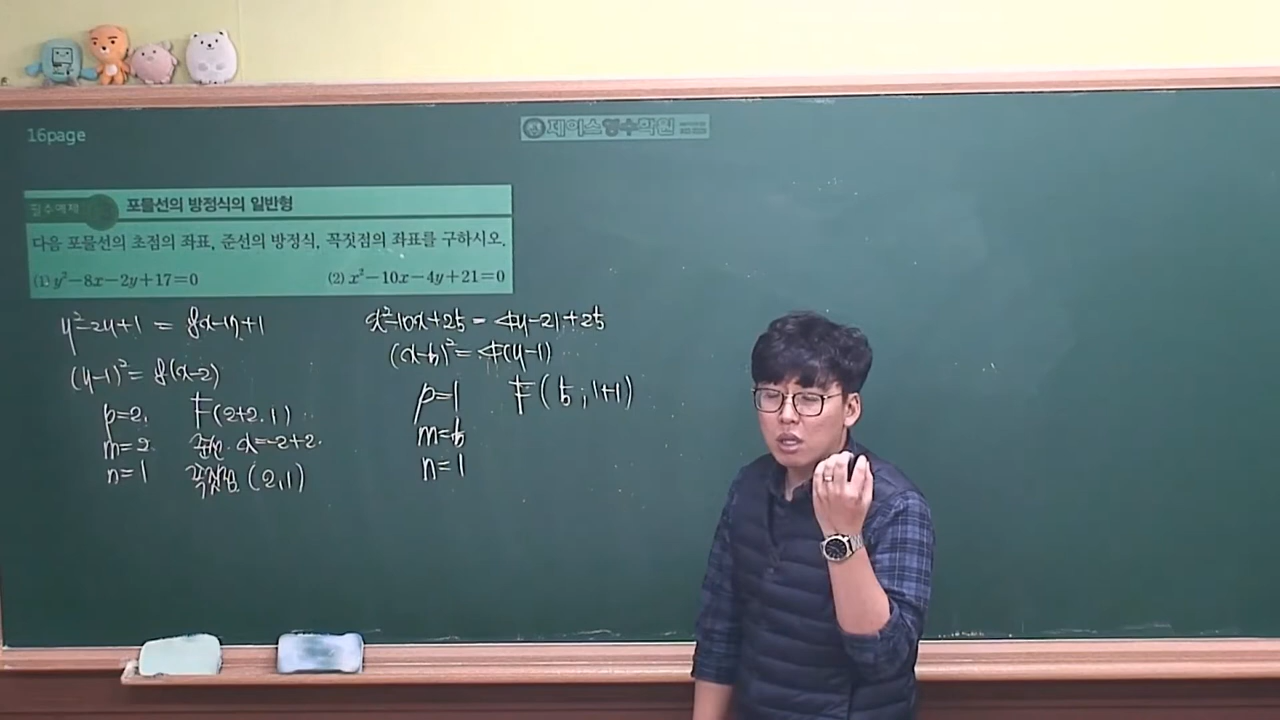 16page
제이스영수학원
필수예제
포물선의 방정식의 일반형
다음 포물선의 초점의 좌표, 준선의 방정식, 꼭짓점의 좌표를 구하시오.
(1) y²-8x-2y+17=0
(2) x²-10x-4y+21=0
y²-2y+1 = 8x-17+1
(y-1)² = 8(x-2)
p=2, F(2+2, 1)
m=2 준선 x=-2+2
n=1 꼭짓점 (2,1)
x²-10x+25 = 4y-21+25
(x-5)² = 4(y-1)
p=1 F(5, 1+1)
m=5
n=1